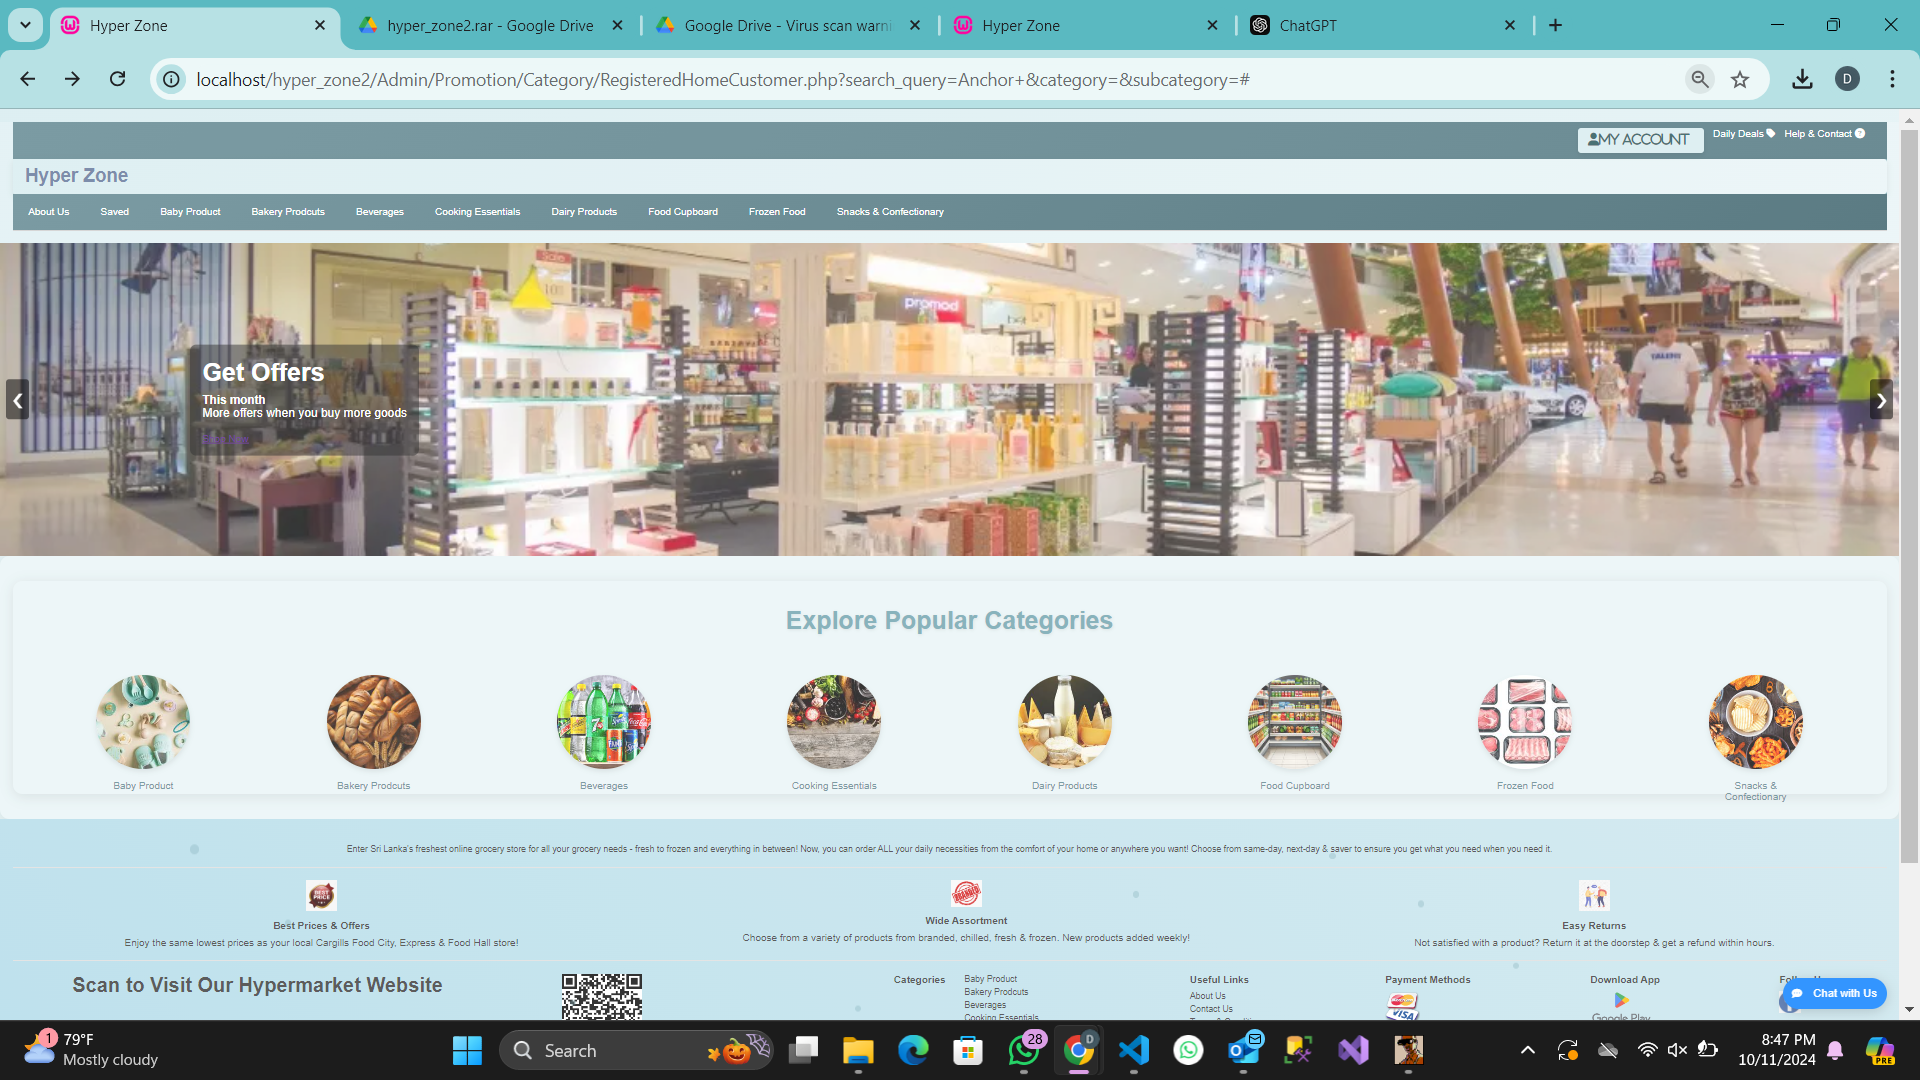 Hyper Zone
hyper_zone2.rar - Google Drive
Google Drive - Virus scan warni
Hyper Zone
ChatGPT
localhost/hyper_zone2/Admin/Promotion/Category/RegisteredHomeCustomer.php?search_query=Anchor+&category=&subcategory=#
D
MY ACCOUNT
Daily Deals
Help & Contact
Hyper Zone
About Us
Saved
Baby Product
Bakery Prodcuts
Beverages
Cooking Essentials
Dairy Products
Food Cupboard
Frozen Food
Snacks & Confectionary
promod
Get Offers
This month
More offers when you buy more goods
Explore Popular Categories
Baby Product
Bakery Prodcuts
Beverages
Cooking Essentials
Dairy Products
Food Cupboard
Frozen Food
Snacks &
Confectionary
Enter Sri Lanka's freshest online grocery store for all your grocery needs - fresh to frozen and everything in between! Now, you can order ALL your daily necessities from the comfort of your home or anywhere you want! Choose from same-day, next-day & saver to ensure you get what you need when you need it.
Best Prices & Offers
Enjoy the same lowest prices as your local Cargills Food City, Express & Food Hall store!
Wide Assortment
Choose from a variety of products from branded, chilled, fresh & frozen. New products added weekly!
Easy Returns
Not satisfied with a product? Return it at the doorstep & get a refund within hours.
Scan to Visit Our Hypermarket Website
Categories
Baby Product
Bakery Prodcuts
Beverages
Cooking Essentials
Useful Links
About Us
Contact Us
Payment Methods
VISA
Download App
Google Play
Chat with Us
1
79°F
Mostly cloudy
Search
28
D
8:47 PM
10/11/2024
PRE